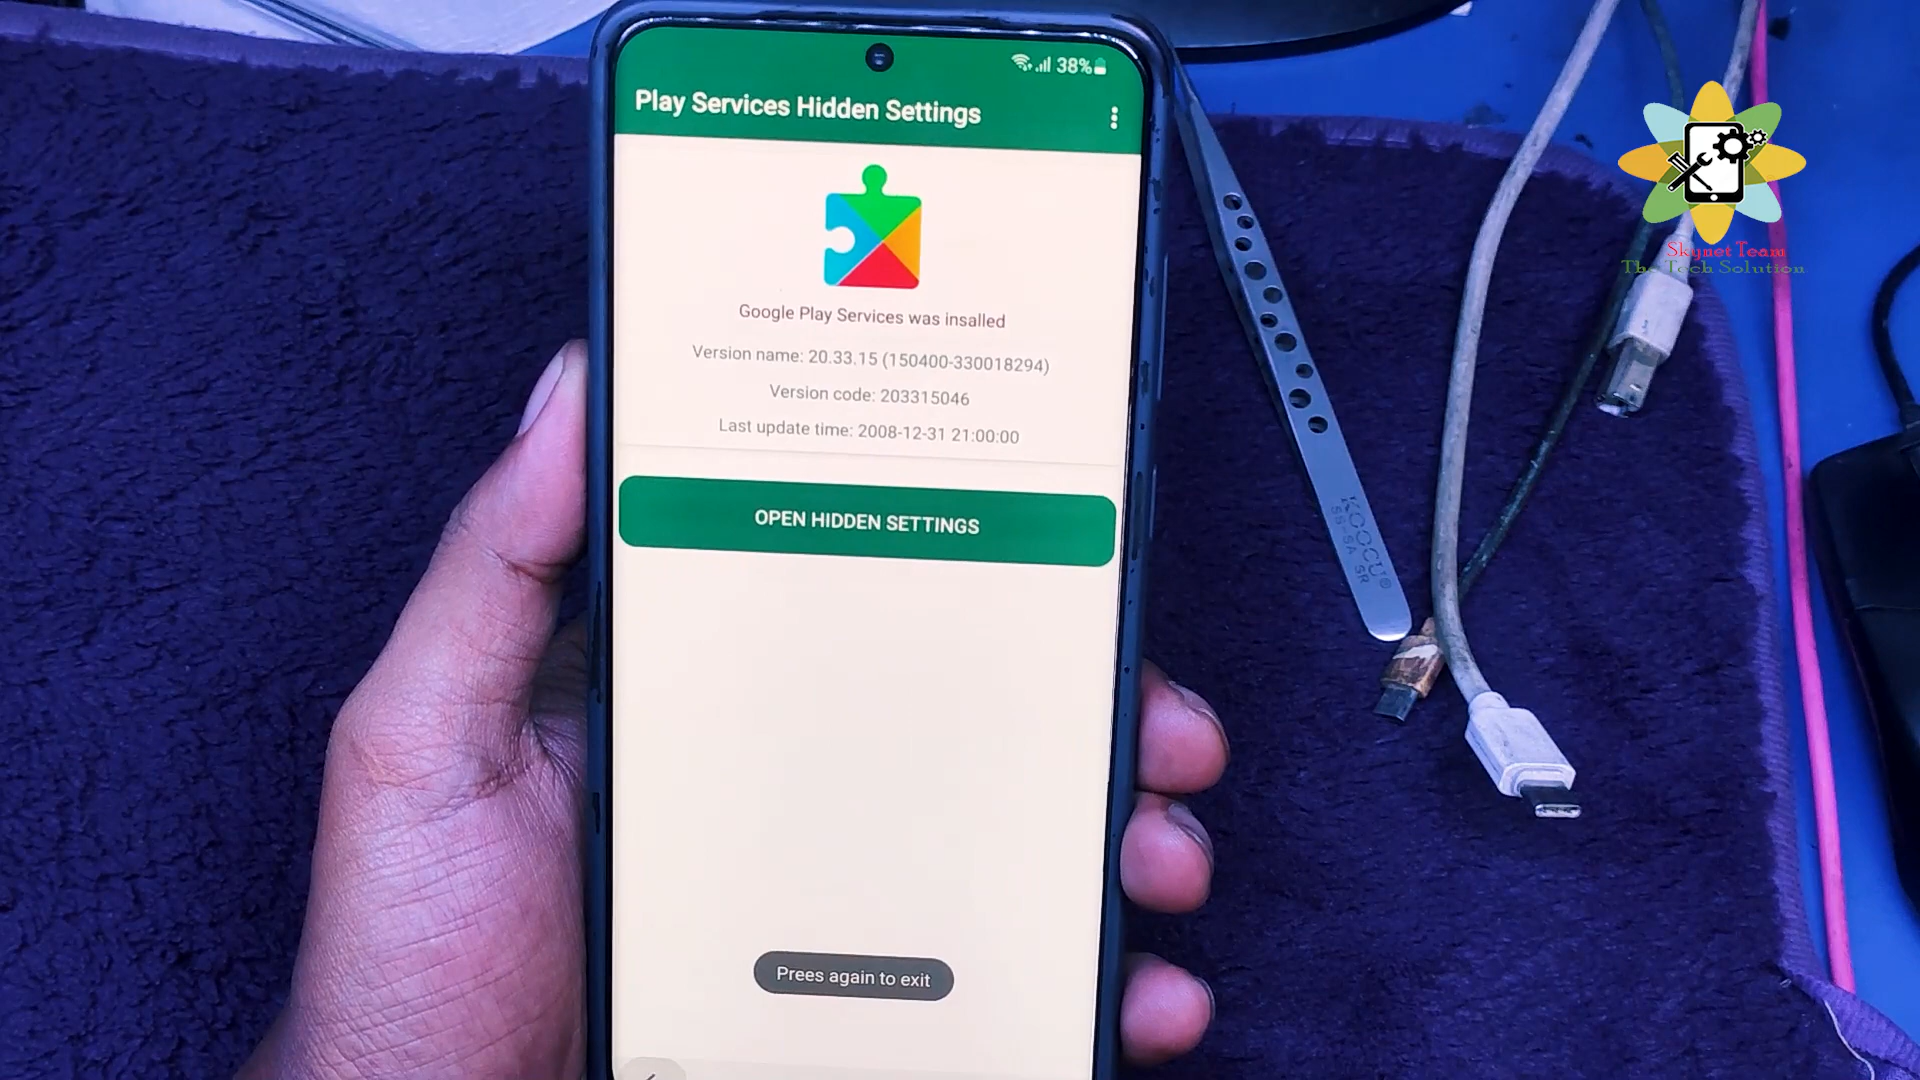 38%
Play Services Hidden Settings
Google Play Services was insalled
Version name: 20.33.15 (150400-330018294)
Version code: 203315046
Last update time: 2008-12-31 21:00:00
OPEN HIDDEN SETTINGS
Prees again to exit
Skynet Team
The Tech Solution